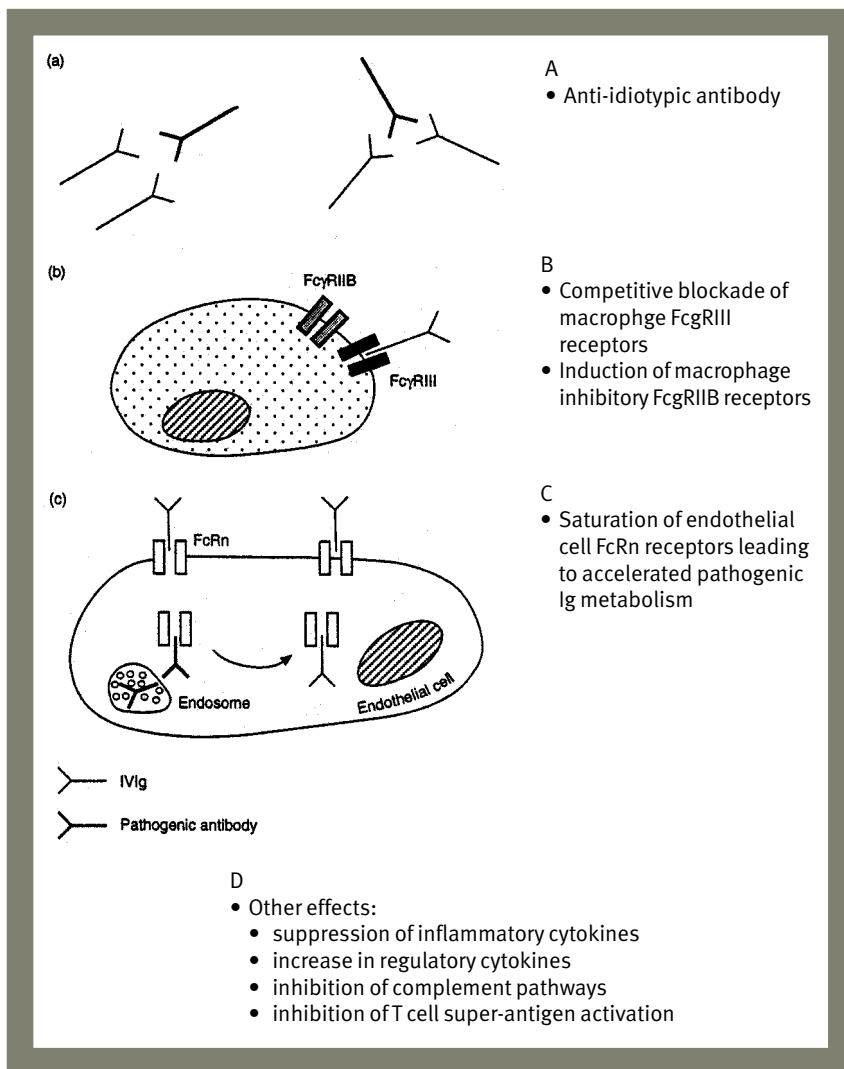 (a)
A
• Anti-idiotypic antibody
(b)
FcγRIIB
FcγRIII
B
• Competitive blockade of
macrophge FcgRIII
receptors
• Induction of macrophage
inhibitory FcgRIIB receptors
(c)
FcRn
Endosome
Endothelial cell
C
• Saturation of endothelial
cell FcRn receptors leading
to accelerated pathogenic
Ig metabolism
IVIg
Pathogenic antibody
D
• Other effects:
• suppression of inflammatory cytokines
• increase in regulatory cytokines
• inhibition of complement pathways
• inhibition of T cell super-antigen activation